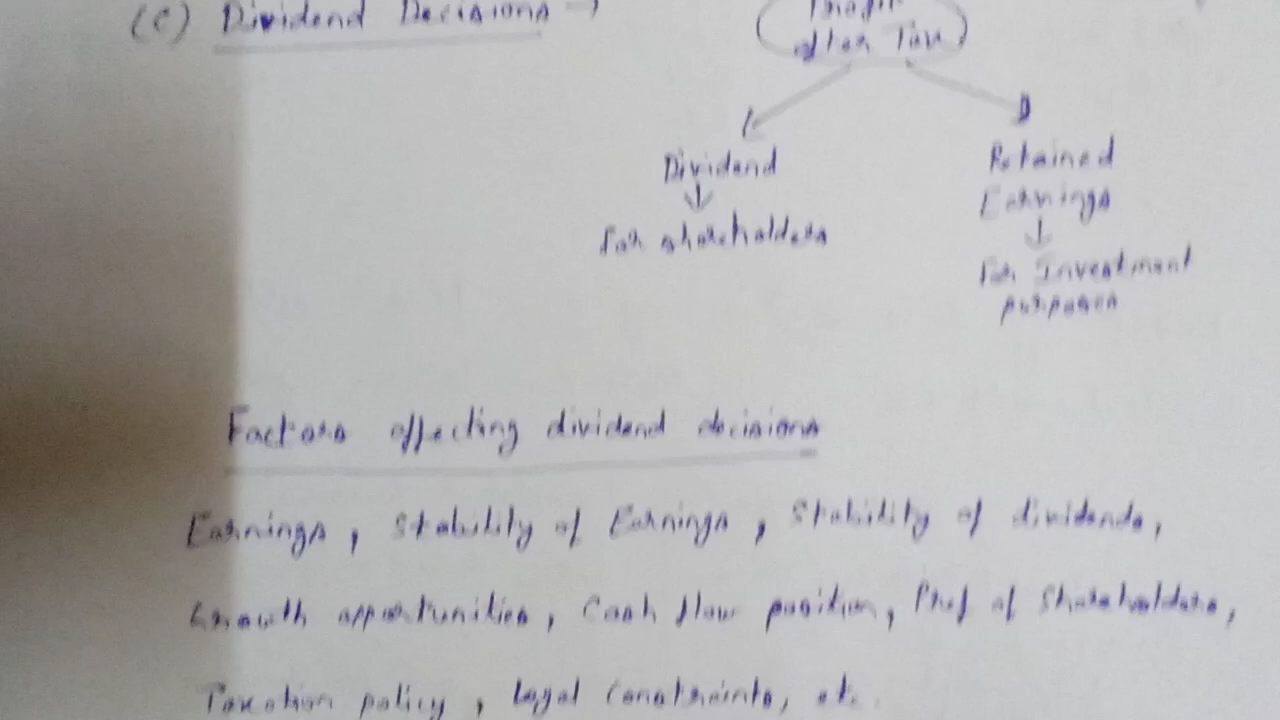 (C) Dividend Decisions →
Profit
after Tax
Dividend
Retained
Earnings
for shareholders
for Investment
purposes
Factors affecting dividend decisions
Earnings, Stability of Earnings, Stability of dividends,
Growth opportunities, Cash flow position, Pref of Shareholders,
Taxation policy, Legal Constraints, etc.